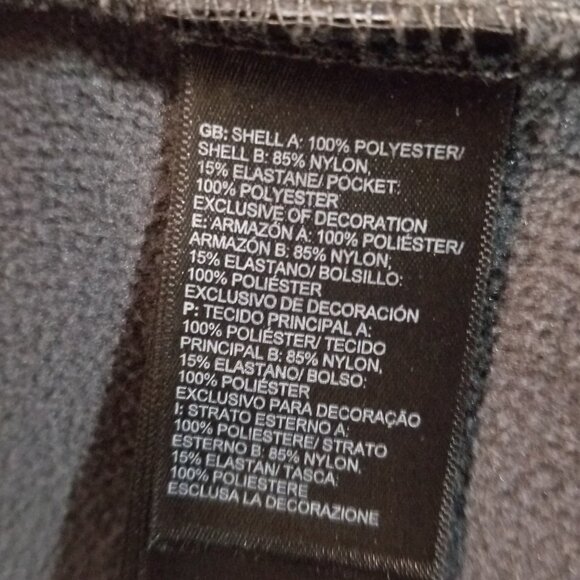 GB: SHELL A: 100% POLYESTER/
SHELL B: 85% NYLON,
15% ELASTANE/ POCKET:
100% POLYESTER
EXCLUSIVE OF DECORATION
E: ARMAZÓN A: 100% POLIÉSTER/
ARMAZÓN B: 85% NYLON,
15% ELASTANO/ BOLSILLO:
100% POLIÉSTER
EXCLUSIVO DE DECORACIÓN
P: TECIDO PRINCIPAL A:
100% POLIÉSTER/ TECIDO
PRINCIPAL B: 85% NYLON,
15% ELASTANO/ BOLSO:
100% POLIÉSTER
EXCLUSIVO PARA DECORAÇÃO
I: STRATO ESTERNO A:
100% POLIESTERE/ STRATO
ESTERNO B: 85% NYLON,
15% ELASTAN/ TASCA:
100% POLIESTERE
ESCLUSA LA DECORAZIONE